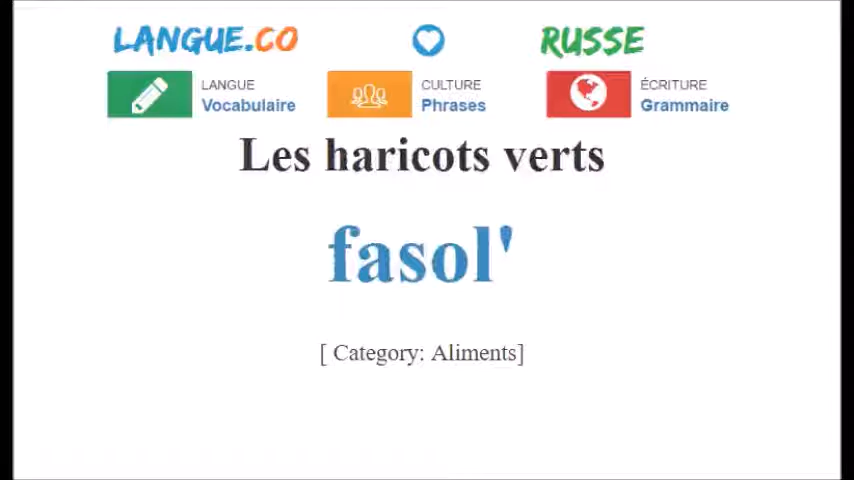 LANGUE.CO
RUSSE
LANGUE
Vocabulaire
CULTURE
Phrases
ÉCRITURE
Grammaire
Les haricots verts
fasol'
[ Category: Aliments]